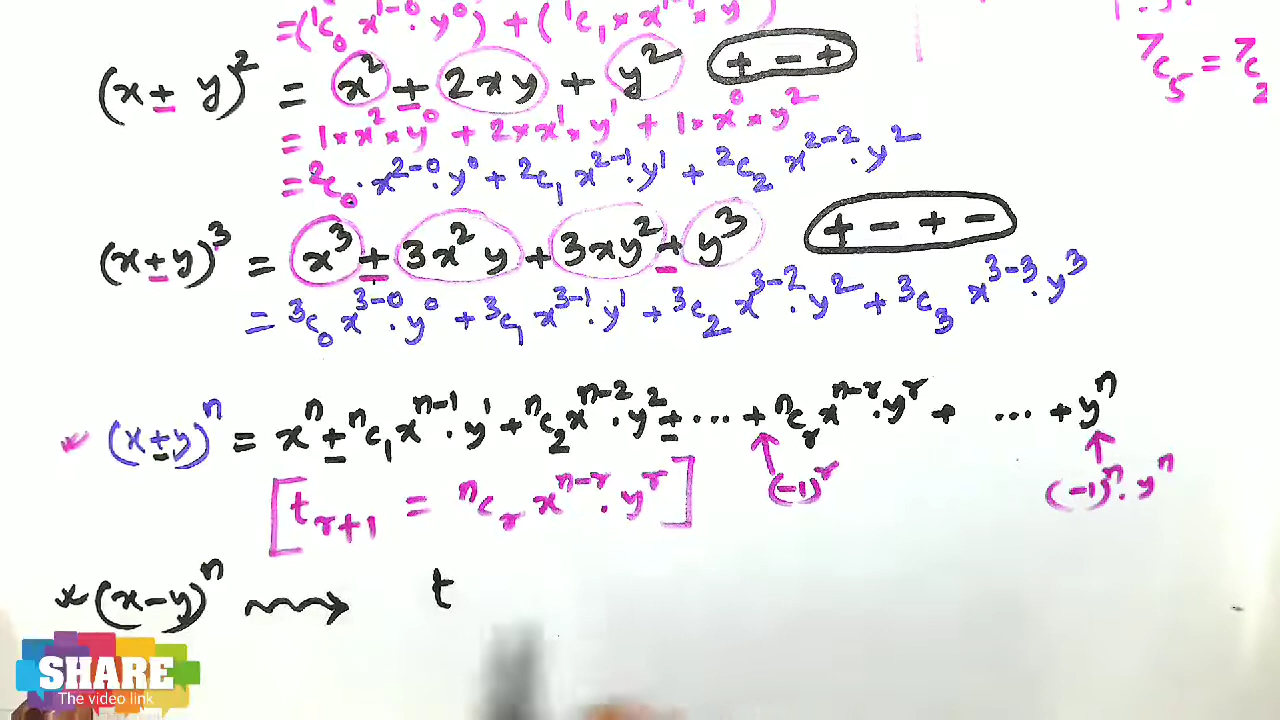 =(¹c₀ x¹⁻⁰·y⁰) + (¹c₁ × x¹⁻¹ × y¹)
⁷c₅ = ⁷c₂
(x ± y)² = x² ± 2xy + y² + − +
= 1×x²×y⁰ + 2×x¹×y¹ + 1×x⁰×y²
= ²c₀·x²⁻⁰·y⁰ + ²c₁ x²⁻¹·y¹ + ²c₂ x²⁻²·y²
(x ± y)³ = x³ ± 3x²y + 3xy² ± y³ + − + −
= ³c₀ x³⁻⁰·y⁰ + ³c₁ x³⁻¹·y¹ + ³c₂ x³⁻²·y² + ³c₃ x³⁻³·y³
* (x ± y)ⁿ = xⁿ ± ⁿc₁ xⁿ⁻¹·y¹ + ⁿc₂ xⁿ⁻²·y² ± ... + ⁿcᵣ xⁿ⁻ʳ·yʳ + ... + yⁿ
[tᵣ₊₁ = ⁿcᵣ xⁿ⁻ʳ·yʳ] (-1)ʳ (-1)ⁿ·yⁿ
* (x−y)ⁿ ⟿ t
SHARE
The video link